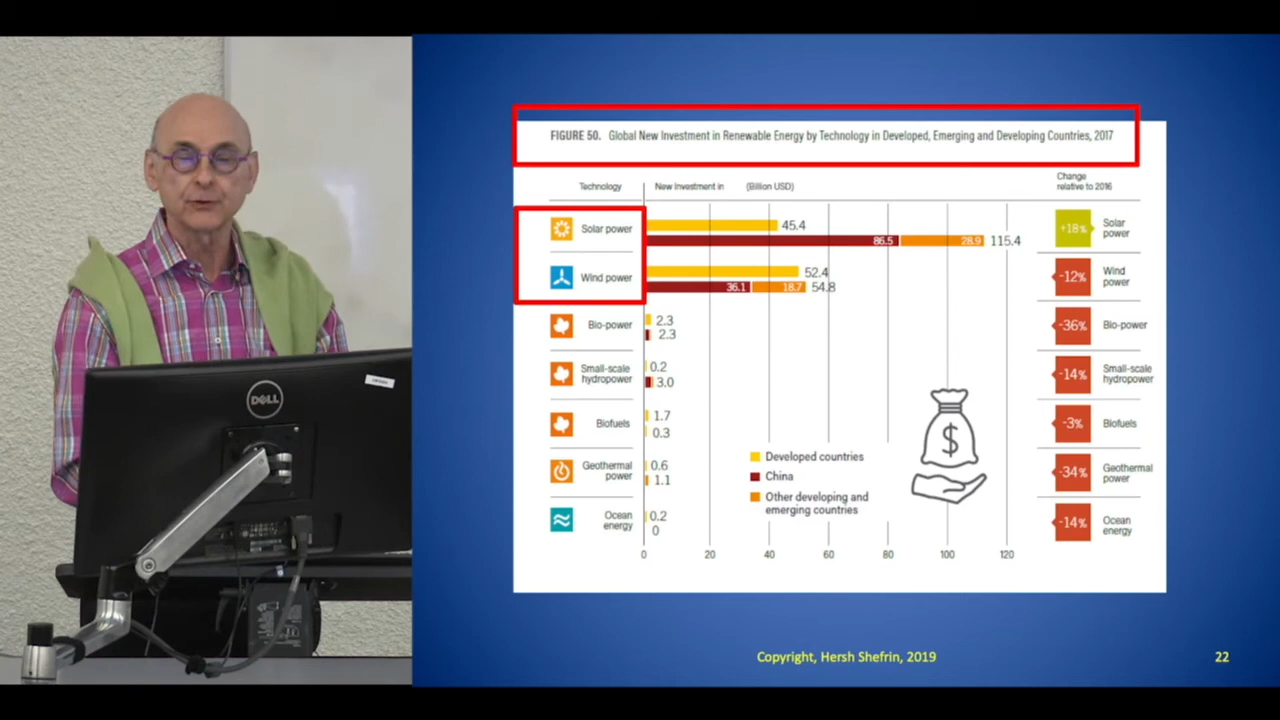 FIGURE 50. Global New Investment in Renewable Energy by Technology in Developed, Emerging and Developing Countries, 2017
Technology
New Investment in (Billion USD)
Change
relative to 2016
Solar power
45.4
86.5 28.9 115.4
+18%
Solar
power
Wind power
52.4
36.1 18.7 54.8
-12%
Wind
power
Bio-power
2.3
2.3
-36%
Bio-power
Small-scale
hydropower
0.2
3.0
-14%
Small-scale
hydropower
Biofuels
1.7
0.3
-3%
Biofuels
Geothermal
power
0.6
1.1
-34%
Geothermal
power
Ocean
energy
0.2
0
-14%
Ocean
energy
Developed countries
China
Other developing and
emerging countries
$
0 20 40 60 80 100 120
Copyright, Hersh Shefrin, 2019
22
DELL